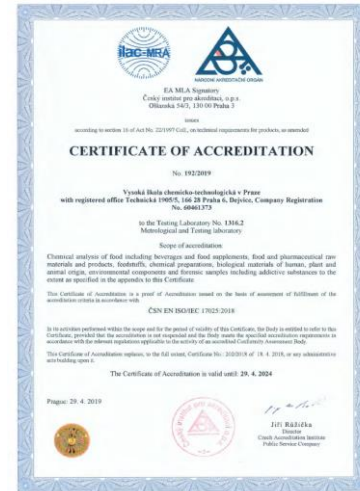 ilac-MRA
NÁRODNÍ AKREDITAČNÍ ORGÁN
EA MLA Signatory
Český institut pro akreditaci, o.p.s.
Olšanská 54/3, 130 00 Praha 3
issues
according to section 16 of Act No. 22/1997 Coll., on technical requirements for products, as amended
CERTIFICATE OF ACCREDITATION
No. 192/2019
Vysoká škola chemicko-technologická v Praze
with registered office Technická 1905/5, 166 28 Praha 6, Dejvice, Company Registration
No. 60461373
to the Testing Laboratory No. 1316.2
Metrological and Testing laboratory
Scope of accreditation
Chemical analysis of food including beverages and food supplements, food and pharmaceutical raw
materials and products, feedstuffs, chemical preparations, biological materials of human, plant and
animal origin, environmental components and forensic samples including addictive substances to the
extent as specified in the appendix to this Certificate.
This Certificate of Accreditation is a proof of Accreditation issued on the basis of assessment of fulfillment of the
accreditation criteria in accordance with
ČSN EN ISO/IEC 17025:2018
In its activities performed within the scope and for the period of validity of this Certificate, the Body is entitled to refer to this
Certificate, provided that the accreditation is not suspended and the Body meets the specified accreditation requirements in
accordance with the relevant regulations applicable to the activity of an accredited Conformity Assessment Body.
This Certificate of Accreditation replaces, to the full extent, Certificate No.: 202/2018 of 18. 4. 2018, or any administrative
acts building upon it.
The Certificate of Accreditation is valid until: 29. 4. 2024
Prague: 29. 4. 2019
Jiří Růžička
Director
Czech Accreditation Institute
Public Service Company